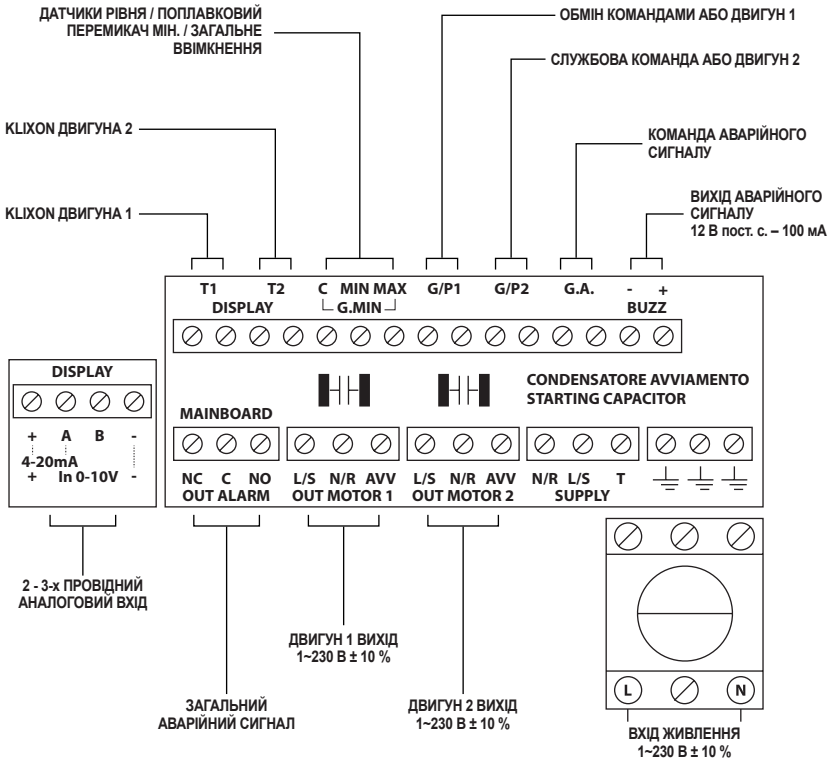 ДАТЧИКИ РІВНЯ / ПОПЛАВКОВИЙ
ПЕРЕМИКАЧ МІН. / ЗАГАЛЬНЕ
ВВІМКНЕННЯ
ОБМІН КОМАНДАМИ АБО ДВИГУН 1
СЛУЖБОВА КОМАНДА АБО ДВИГУН 2
KLIXON ДВИГУНА 2
КОМАНДА АВАРІЙНОГО
СИГНАЛУ
KLIXON ДВИГУНА 1
ВИХІД АВАРІЙНОГО
СИГНАЛУ
12 В пост. с. – 100 мА
T1 T2 C MIN MAX G/P1 G/P2 G.A. - +
DISPLAY G.MIN BUZZ
DISPLAY
+ A B -
4-20mA
+ In 0-10V -
CONDENSATORE AVVIAMENTO
STARTING CAPACITOR
MAINBOARD
NC C NO L/S N/R AVV L/S N/R AVV N/R L/S T
OUT ALARM OUT MOTOR 1 OUT MOTOR 2 SUPPLY
2 - 3-х ПРОВІДНИЙ
АНАЛОГОВИЙ ВХІД
ДВИГУН 1 ВИХІД
1~230 В ± 10 %
ЗАГАЛЬНИЙ
АВАРІЙНИЙ СИГНАЛ
ДВИГУН 2 ВИХІД
1~230 В ± 10 %
L N
ВХІД ЖИВЛЕННЯ
1~230 В ± 10 %